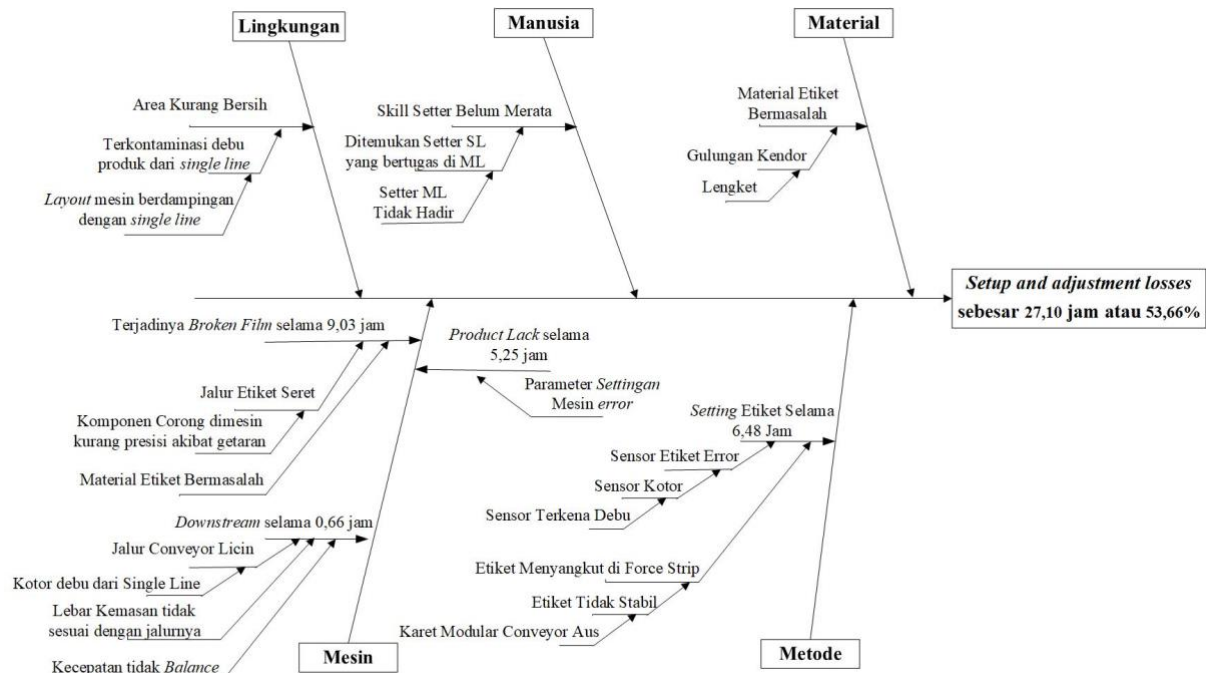 Lingkungan
Manusia
Material
Area Kurang Bersih
Terkontaminasi debu
produk dari single line
Layout mesin berdampingan
dengan single line
Skill Setter Belum Merata
Ditemukan Setter SL
yang bertugas di ML
Setter ML
Tidak Hadir
Material Etiket
Bermasalah
Gulungan Kendor
Lengket
Setup and adjustment losses
sebesar 27,10 jam atau 53,66%
Terjadinya Broken Film selama 9,03 jam
Jalur Etiket Seret
Komponen Corong dimesin
kurang presisi akibat getaran
Material Etiket Bermasalah
Product Lack selama
5,25 jam
Parameter Settingan
Mesin error
Downstream selama 0,66 jam
Jalur Conveyor Licin
Kotor debu dari Single Line
Lebar Kemasan tidak
sesuai dengan jalurnya
Kecepatan tidak Balance
Setting Etiket Selama
6,48 Jam
Sensor Etiket Error
Sensor Kotor
Sensor Terkena Debu
Etiket Menyangkut di Force Strip
Etiket Tidak Stabil
Karet Modular Conveyor Aus
Mesin
Metode